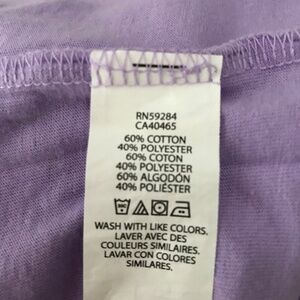 RN59284
CA40465
60% COTTON
40% POLYESTER
60% COTON
40% POLYESTER
60% ALGODÓN
40% POLIÉSTER
WASH WITH LIKE COLORS.
LAVER AVEC DES
COULEURS SIMILAIRES.
LAVAR CON COLORES
SIMILARES.